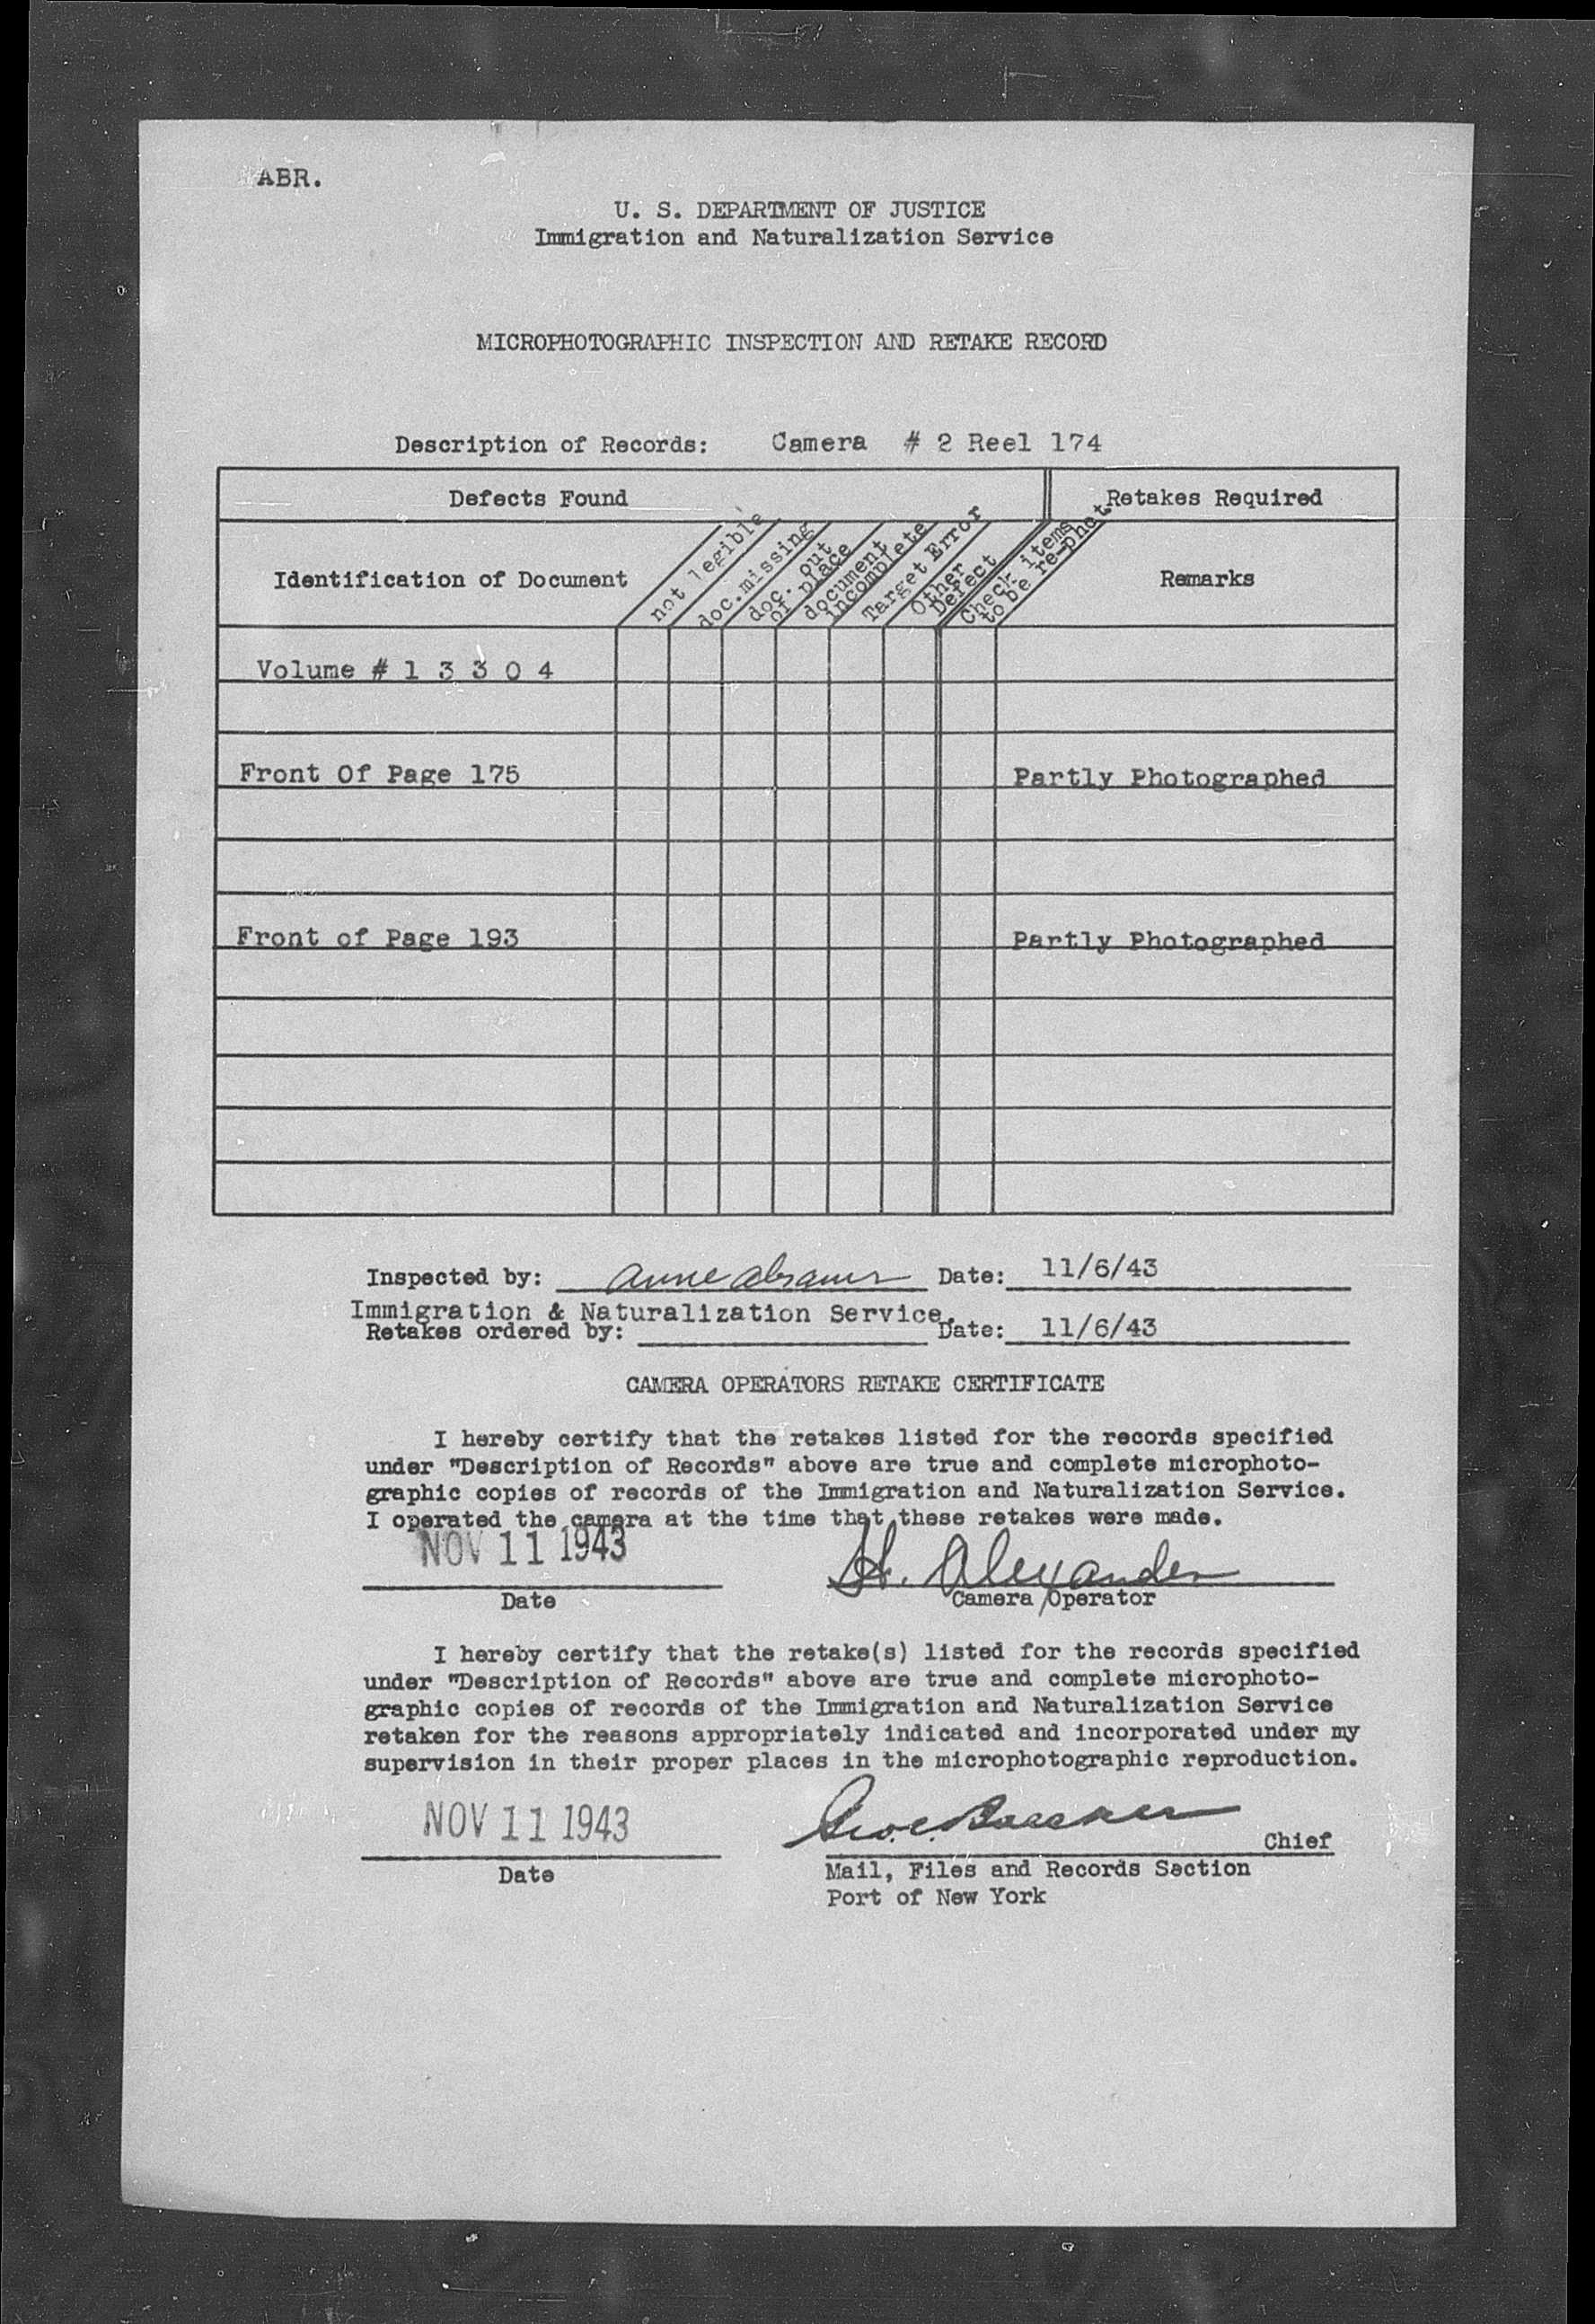 ABR.
U. S. DEPARTMENT OF JUSTICE
Immigration and Naturalization Service
MICROPHOTOGRAPHIC INSPECTION AND RETAKE RECORD
Description of Records: Camera # 2 Reel 174
Defects Found
Retakes Required
Identification of Document
not legible
doc.missing
doc. out of place
document incomplete
Target Error
Other Defect
Check items to be re-phot.
Remarks
Volume # 1 3 3 0 4
Front Of Page 175 Partly Photographed
Front of Page 193 Partly Photographed
Inspected by: Anne Abrams Date: 11/6/43
Immigration & Naturalization Service.
Retakes ordered by: Date: 11/6/43
CAMERA OPERATORS RETAKE CERTIFICATE
I hereby certify that the retakes listed for the records specified
under "Description of Records" above are true and complete microphoto-
graphic copies of records of the Immigration and Naturalization Service.
I operated the camera at the time that these retakes were made.
NOV 11 1943 H. Alexander
Date Camera Operator
I hereby certify that the retake(s) listed for the records specified
under "Description of Records" above are true and complete microphoto-
graphic copies of records of the Immigration and Naturalization Service
retaken for the reasons appropriately indicated and incorporated under my
supervision in their proper places in the microphotographic reproduction.
NOV 11 1943 Chief
Date Mail, Files and Records Section
Port of New York